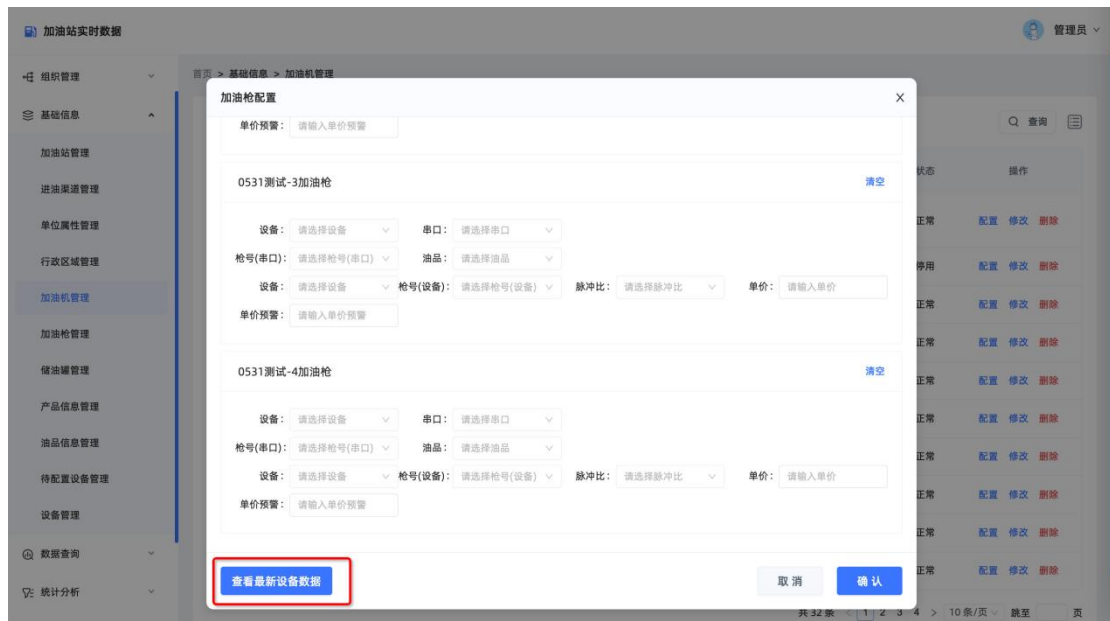 加油站实时数据
管理员
组织管理
首页 > 基础信息 > 加油机管理
基础信息
加油站管理
进油渠道管理
单位属性管理
行政区域管理
加油机管理
加油枪管理
储油罐管理
产品信息管理
油品信息管理
待配置设备管理
设备管理
数据查询
统计分析
加油枪配置 X
单价预警: 请输入单价预警
0531测试-3加油枪 清空
设备: 请选择设备 串口: 请选择串口
枪号(串口): 请选择枪号(串口) 油品: 请选择油品
设备: 请选择设备 枪号(设备): 请选择枪号(设备) 脉冲比: 请选择脉冲比 单价: 请输入单价
单价预警: 请输入单价预警
0531测试-4加油枪 清空
设备: 请选择设备 串口: 请选择串口
枪号(串口): 请选择枪号(串口) 油品: 请选择油品
设备: 请选择设备 枪号(设备): 请选择枪号(设备) 脉冲比: 请选择脉冲比 单价: 请输入单价
单价预警: 请输入单价预警
查看最新设备数据 取消 确认
查询
状态 操作
正常 配置 修改 删除
停用 配置 修改 删除
正常 配置 修改 删除
正常 配置 修改 删除
正常 配置 修改 删除
正常 配置 修改 删除
正常 配置 修改 删除
正常 配置 修改 删除
正常 配置 修改 删除
正常 配置 修改 删除
共 32 条 < 1 2 3 4 > 10 条/页 跳至 页